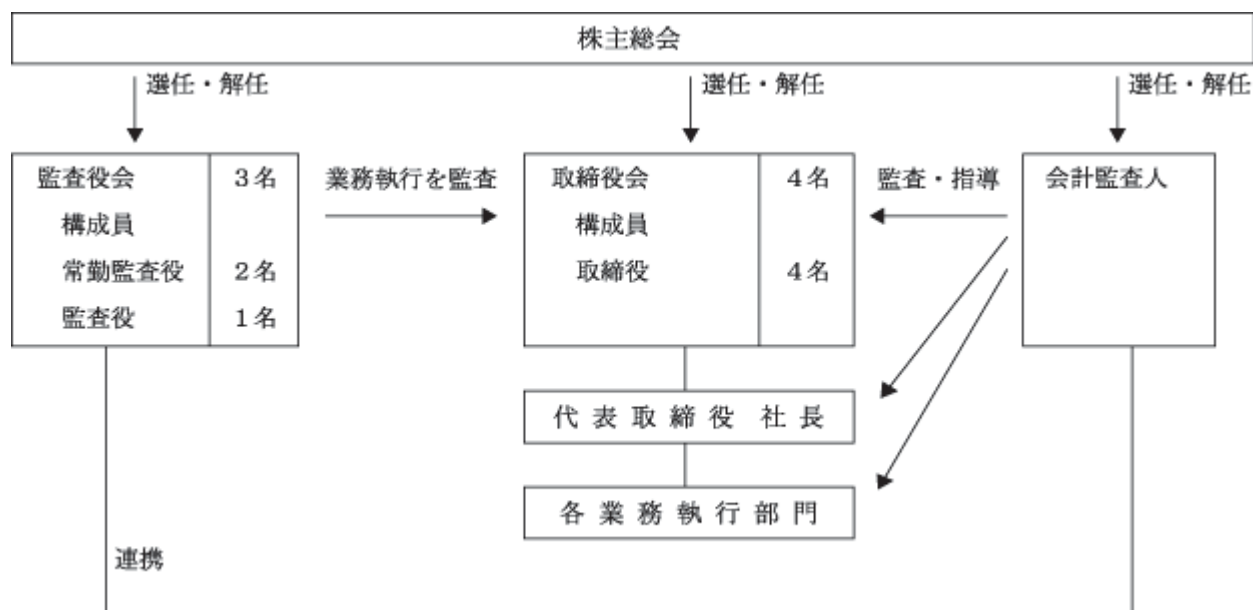 株主総会
選任・解任 選任・解任 選任・解任
監査役会 3名
構成員
常勤監査役 2名
監査役 1名
業務執行を監査
取締役会 4名
構成員
取締役 4名
監査・指導
会計監査人
代表取締役 社長
各業務執行部門
連携